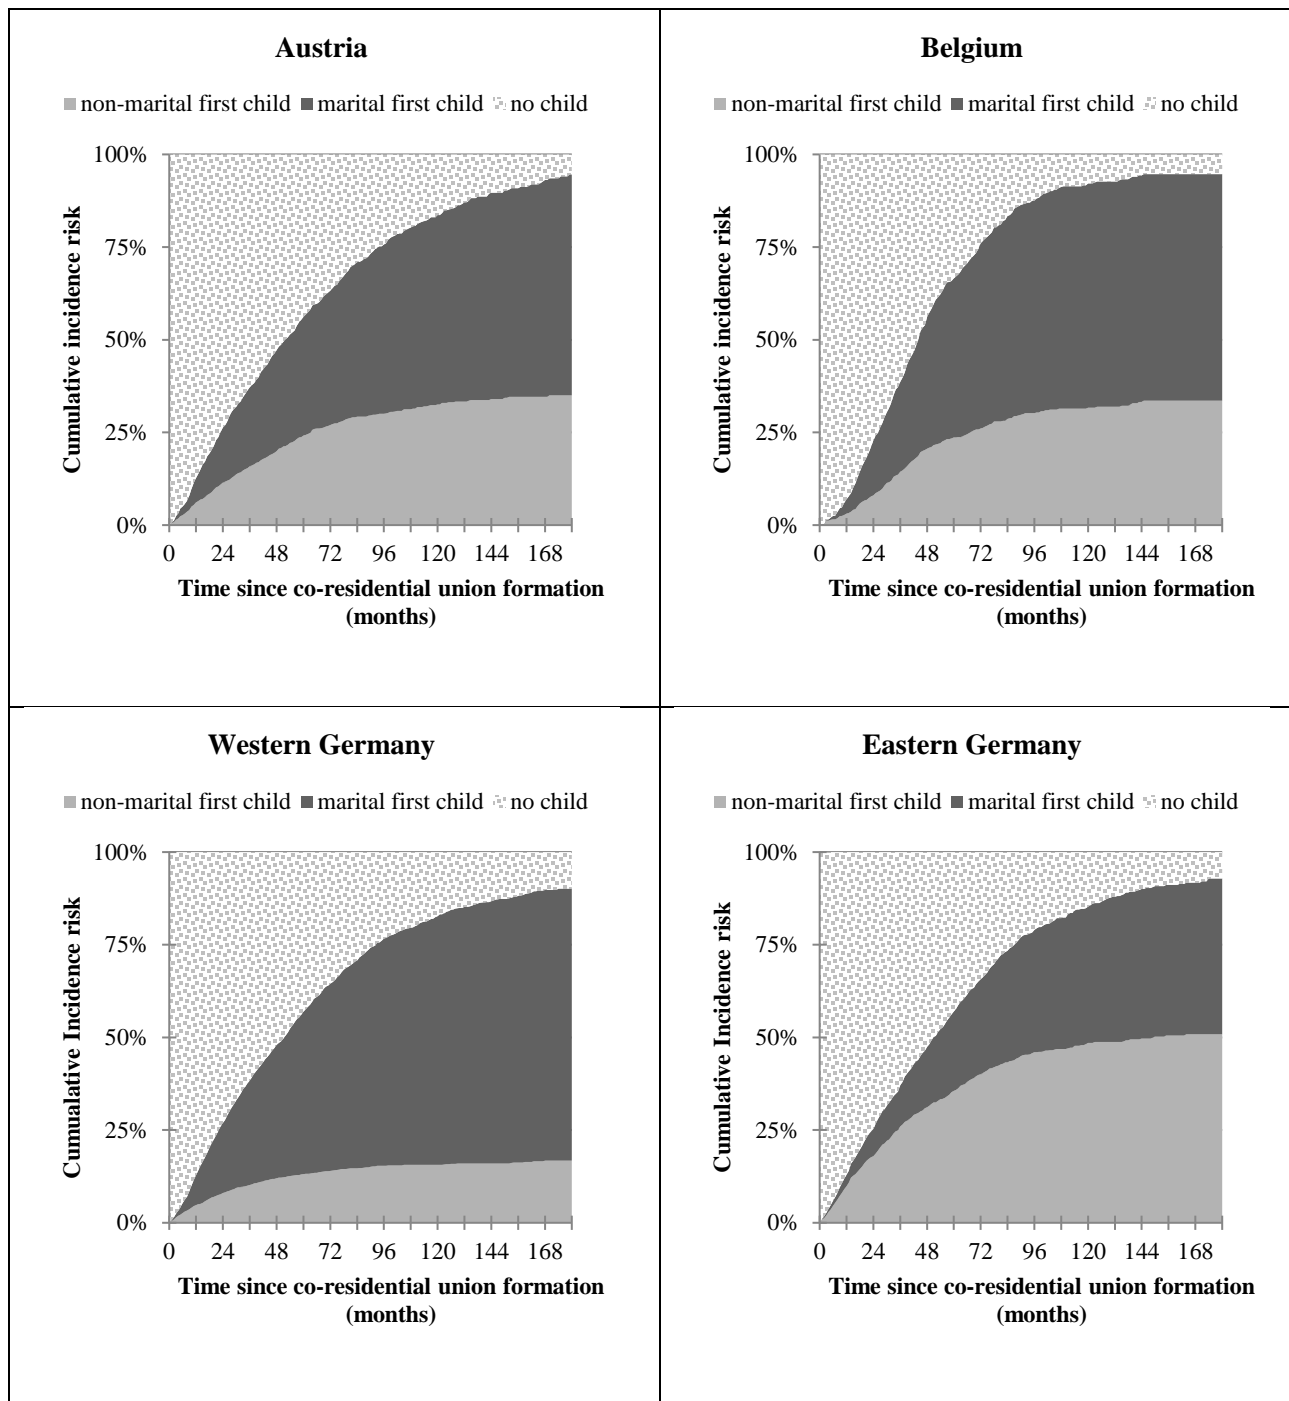 Austria
non-marital first child marital first child no child
100%
75%
50%
25%
0%
Cumulative incidence risk
0 24 48 72 96 120 144 168
Time since co-residential union formation
(months)
Belgium
non-marital first child marital first child no child
100%
75%
50%
25%
0%
Cumulative incidence risk
0 24 48 72 96 120 144 168
Time since co-residential union formation
(months)
Western Germany
non-marital first child marital first child no child
100%
75%
50%
25%
0%
Cumualative Incidence risk
0 24 48 72 96 120 144 168
Time since co-residential union formation
(months)
Eastern Germany
non-marital first child marital first child no child
100%
75%
50%
25%
0%
Cumulative Incidence risk
0 24 48 72 96 120 144 168
Time since co-residential union formation
(months)